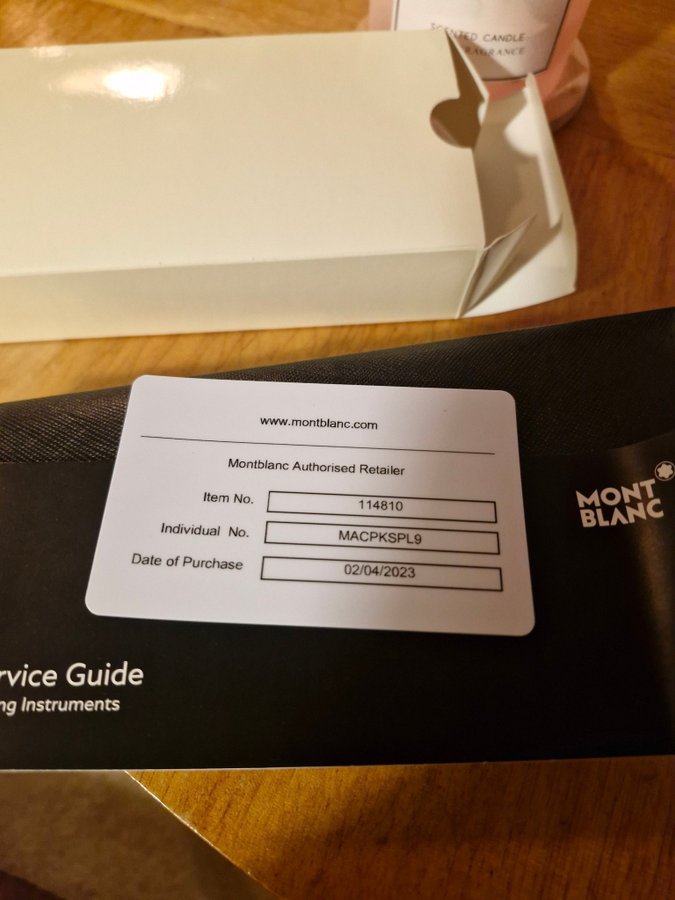 SCENTED CANDLE
FRAGRANCE
www.montblanc.com
Montblanc Authorised Retailer
Item No. 114810
Individual No. MACPKSPL9
Date of Purchase 02/04/2023
MONT
BLANC
rvice Guide
ng Instruments